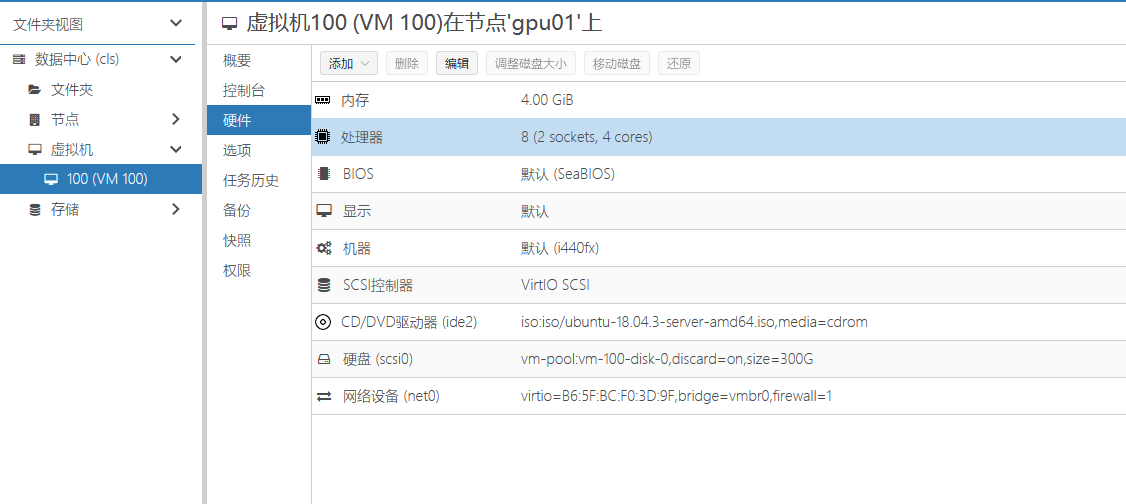 文件夹视图
数据中心 (cls)
文件夹
节点
虚拟机
100 (VM 100)
存储
虚拟机100 (VM 100)在节点'gpu01'上
概要
控制台
硬件
选项
任务历史
备份
快照
权限
添加 删除 编辑 调整磁盘大小 移动磁盘 还原
内存 4.00 GiB
处理器 8 (2 sockets, 4 cores)
BIOS 默认 (SeaBIOS)
显示 默认
机器 默认 (i440fx)
SCSI控制器 VirtIO SCSI
CD/DVD驱动器 (ide2) iso:iso/ubuntu-18.04.3-server-amd64.iso,media=cdrom
硬盘 (scsi0) vm-pool:vm-100-disk-0,discard=on,size=300G
网络设备 (net0) virtio=B6:5F:BC:F0:3D:9F,bridge=vmbr0,firewall=1